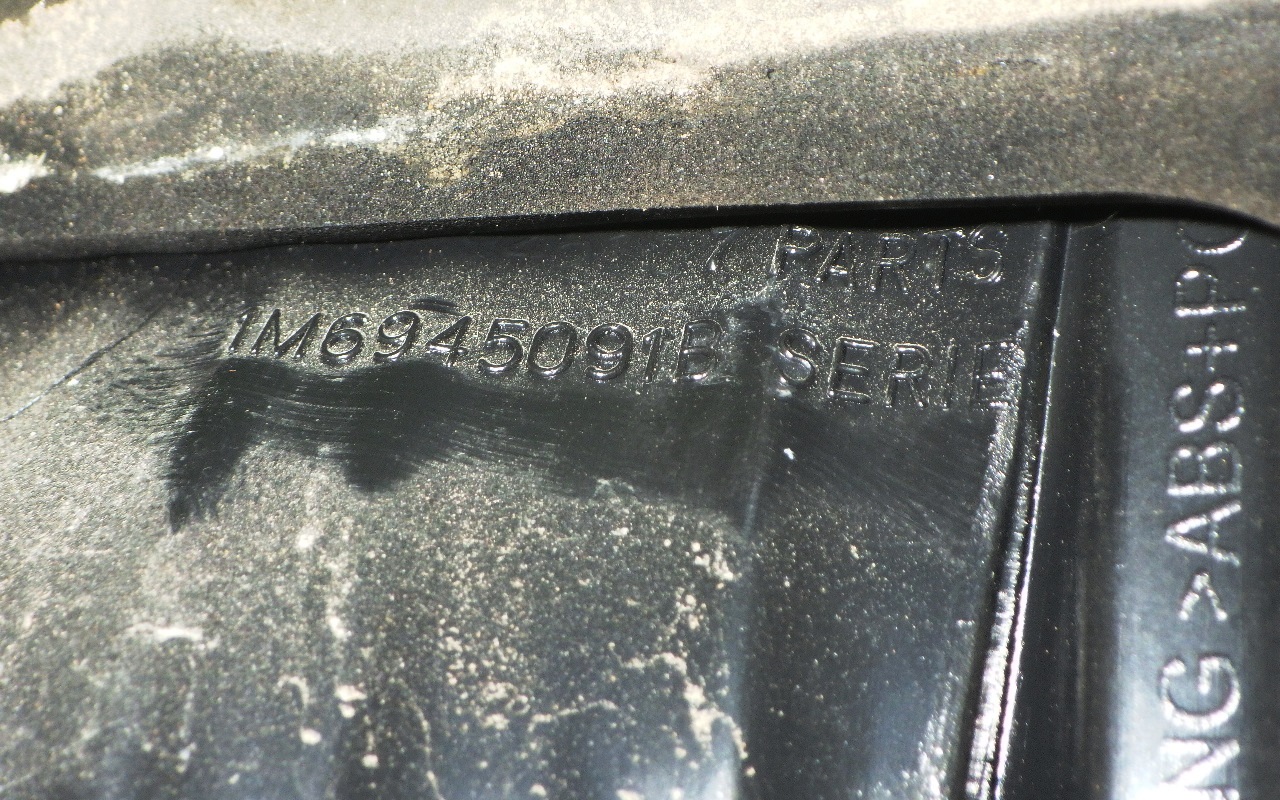 PARTS
1M6945091B SERIE
NG >ABS+PC